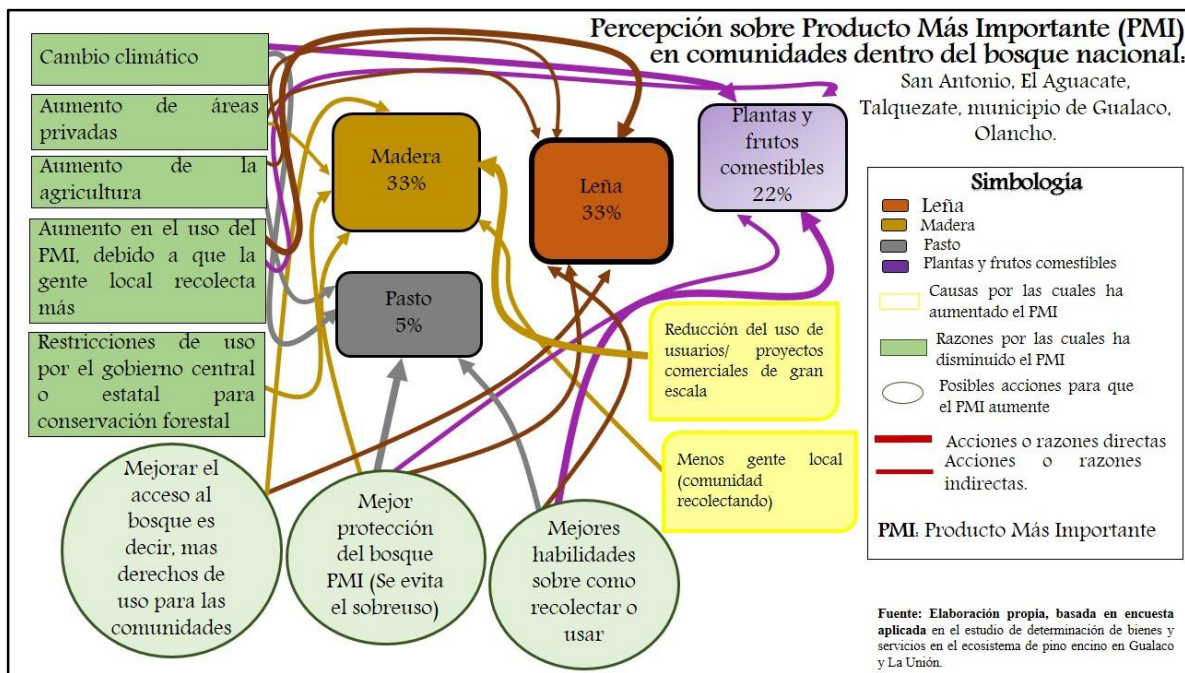 Percepción sobre Producto Más Importante (PMI)
en comunidades dentro del bosque nacional:
San Antonio, El Aguacate,
Talquezate, municipio de Gualaco,
Olancho.
Cambio climático
Aumento de áreas
privadas
Aumento de la
agricultura
Aumento en el uso del
PMI, debido a que la
gente local recolecta
más
Restricciones de uso
por el gobierno central
o estatal para
conservación forestal
Madera
33%
Leña
33%
Plantas y
frutos
comestibles
22%
Pasto
5%
Reducción del uso de
usuarios/ proyectos
comerciales de gran
escala
Menos gente local
(comunidad
recolectando)
Mejorar el
acceso al
bosque es
decir, mas
derechos de
uso para las
comunidades
Mejor
protección
del bosque
PMI (Se evita
el sobreuso)
Mejores
habilidades
sobre como
recolectar o
usar
Simbología
Leña
Madera
Pasto
Plantas y frutos comestibles
Causas por las cuales ha
aumentado el PMI
Razones por las cuales ha
disminuido el PMI
Posibles acciones para que
el PMI aumente
Acciones o razones directas
Acciones o razones
indirectas.
PMI: Producto Más Importante
Fuente: Elaboración propia, basada en encuesta
aplicada en el estudio de determinación de bienes y
servicios en el ecosistema de pino encino en Gualaco
y La Unión.